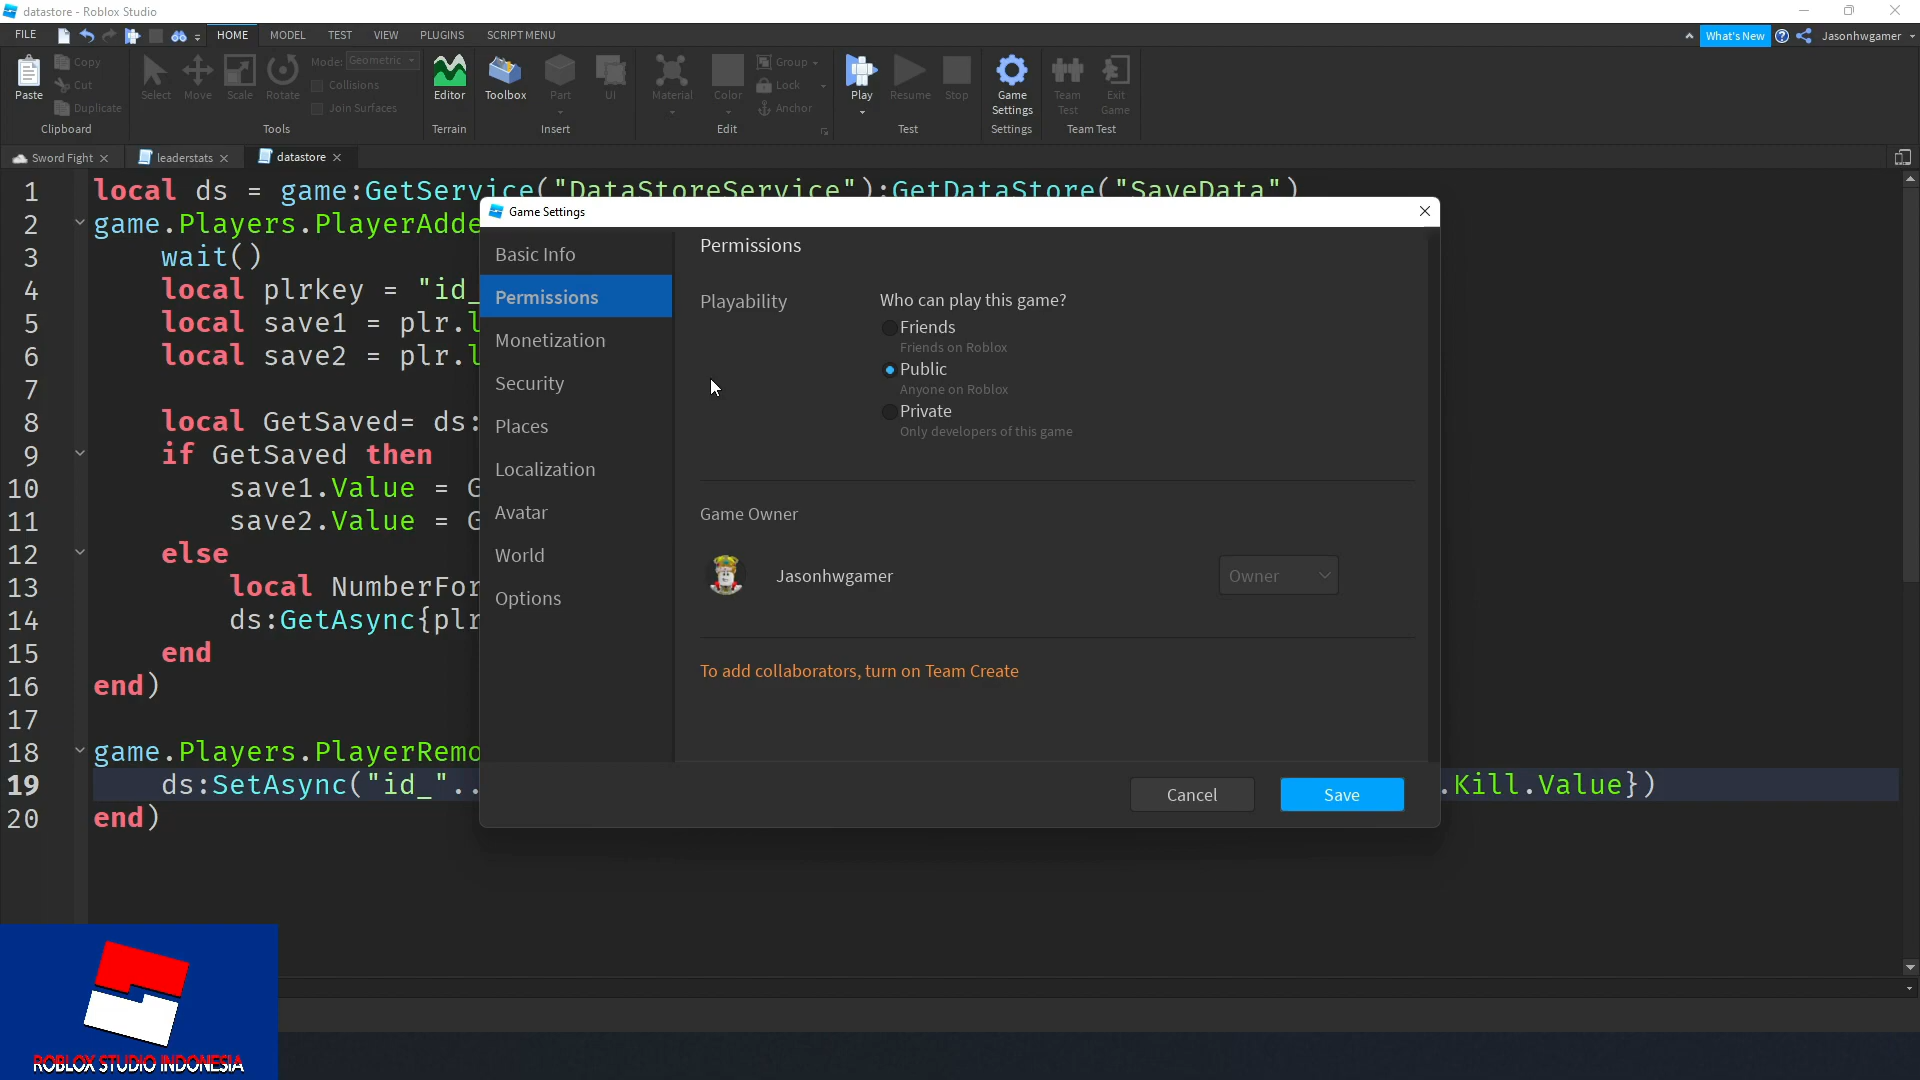 datastore - Roblox Studio
FILE HOME MODEL TEST VIEW PLUGINS SCRIPT MENU What's New Jasonhwgamer
Paste Copy Cut Duplicate
Clipboard
Select Move Scale Rotate Mode: Geometric Collisions Join Surfaces
Tools
Editor
Terrain
Toolbox Part UI
Insert
Material Color Group Lock Anchor
Edit
Play Resume Stop
Test
Game Settings
Settings
Team Test Exit Game
Team Test
Sword Fight leaderstats datastore
1 local ds = game:GetService("DataStoreService"):GetDataStore("SaveData")
2 game.Players.PlayerAdde
3 wait()
4 local plrkey = "id_
5 local save1 = plr.l
6 local save2 = plr.l
7
8 local GetSaved= ds:
9 if GetSaved then
10 save1.Value = G
11 save2.Value = G
12 else
13 local NumberFor
14 ds:GetAsync{plr
15 end
16 end)
17
18 game.Players.PlayerRemo
19 ds:SetAsync("id_".. .Kill.Value})
20 end)
Game Settings
Basic Info
Permissions
Monetization
Security
Places
Localization
Avatar
World
Options
Permissions
Playability
Who can play this game?
Friends
Friends on Roblox
Public
Anyone on Roblox
Private
Only developers of this game
Game Owner
Jasonhwgamer Owner
To add collaborators, turn on Team Create
Cancel Save
ROBLOX STUDIO INDONESIA